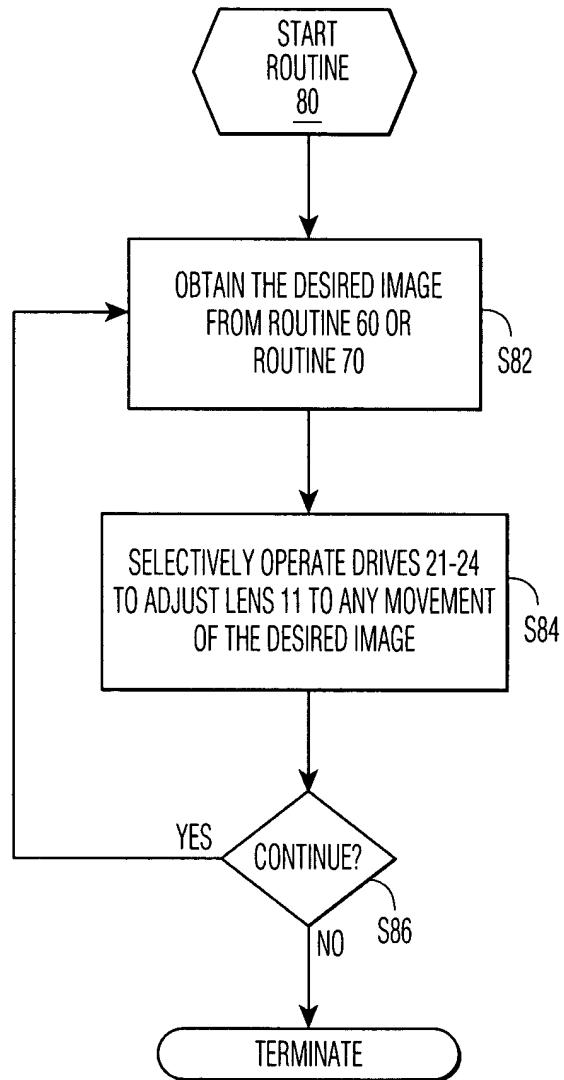 START
ROUTINE
80
OBTAIN THE DESIRED IMAGE
FROM ROUTINE 60 OR
ROUTINE 70
S82
SELECTIVELY OPERATE DRIVES 21-24
TO ADJUST LENS 11 TO ANY MOVEMENT
OF THE DESIRED IMAGE
S84
YES
CONTINUE?
S86
NO
TERMINATE